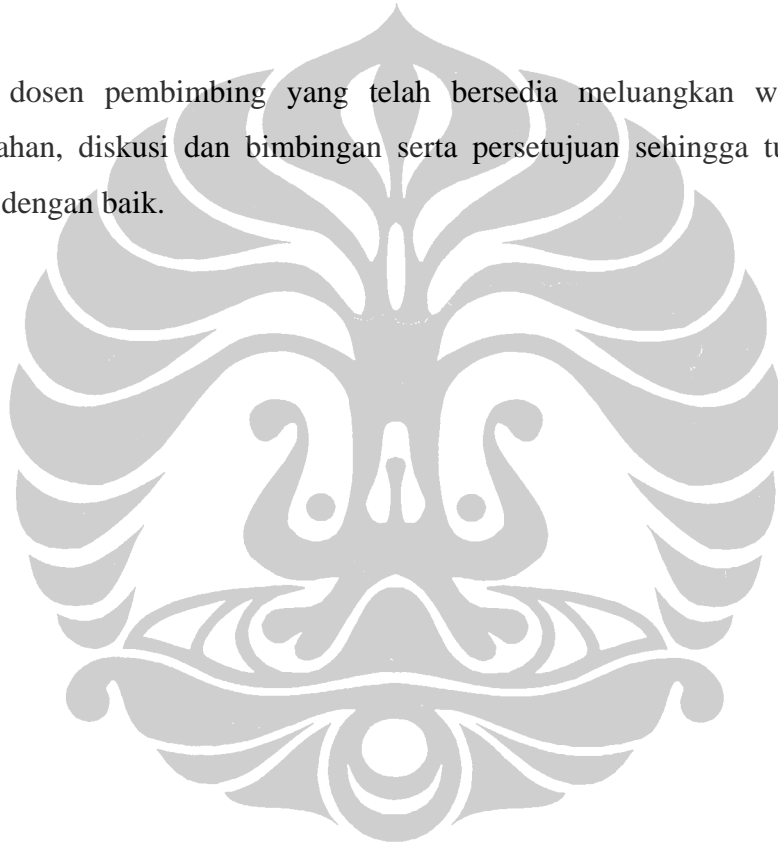 dosen pembimbing yang telah bersedia meluangkan w
ahan, diskusi dan bimbingan serta persetujuan sehingga tu
dengan baik.